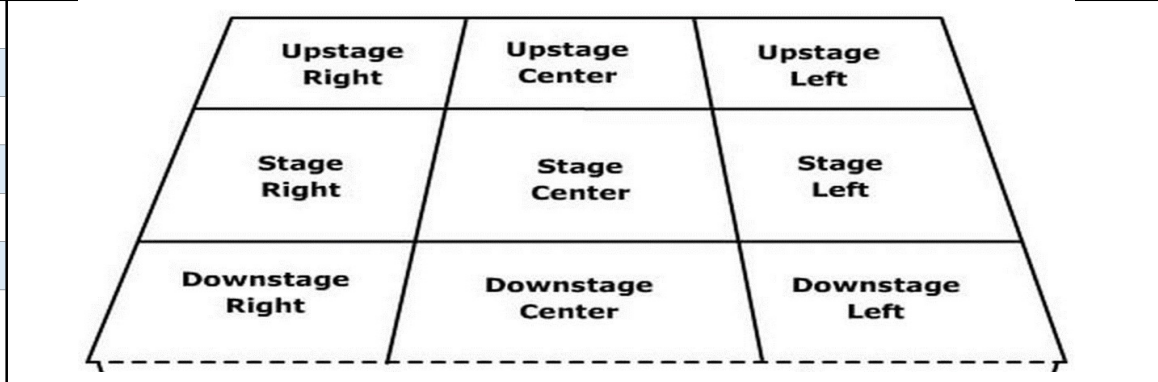 Upstage
Right
Upstage
Center
Upstage
Left
Stage
Right
Stage
Center
Stage
Left
Downstage
Right
Downstage
Center
Downstage
Left